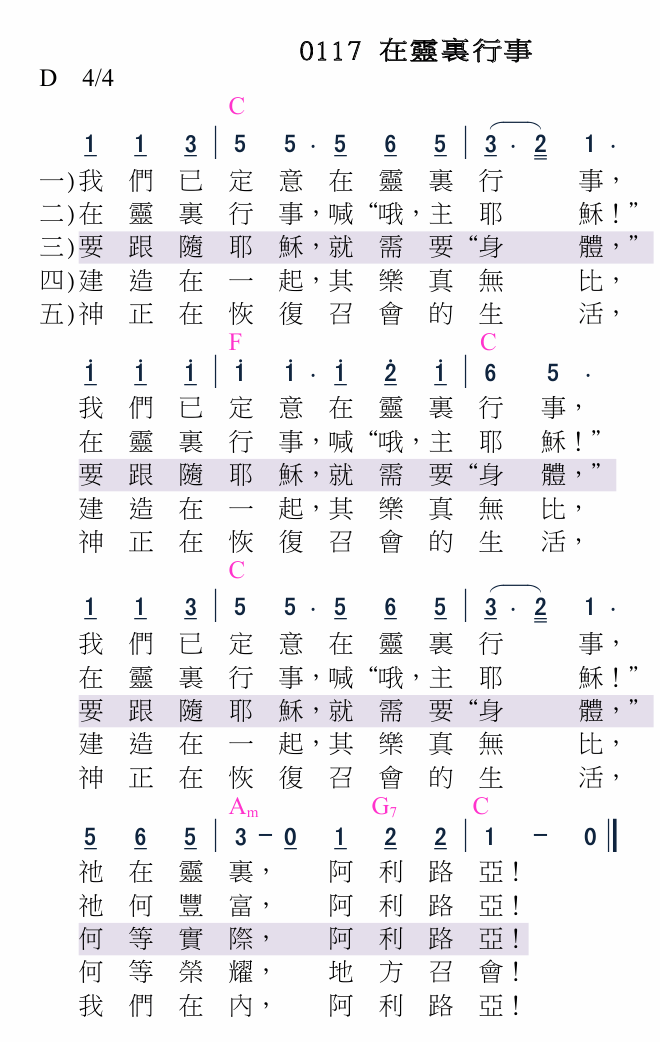 0117 在靈裏行事
D 4/4
C
1 1 3 | 5 5 · 5 6 5 | 3 · 2 1 ·
一)我們已定意在靈裏行事，
二)在靈裏行事，喊“哦，主耶穌！”
三)要跟隨耶穌，就需要“身體，”
四)建造在一起，其樂真無比，
五)神正在恢復召會的生活，
F C
i i i | i i · i 2̇ i | 6 5 ·
我們已定意在靈裏行事，
在靈裏行事，喊“哦，主耶穌！”
要跟隨耶穌，就需要“身體，”
建造在一起，其樂真無比，
神正在恢復召會的生活，
C
1 1 3 | 5 5 · 5 6 5 | 3 · 2 1 ·
我們已定意在靈裏行事，
在靈裏行事，喊“哦，主耶穌！”
要跟隨耶穌，就需要“身體，”
建造在一起，其樂真無比，
神正在恢復召會的生活，
Am G7 C
5 6 5 | 3 – 0 1 2 2 | 1 – 0 ‖
祂在靈裏，阿利路亞！
祂何豐富，阿利路亞！
何等實際，阿利路亞！
何等榮耀，地方召會！
我們在內，阿利路亞！